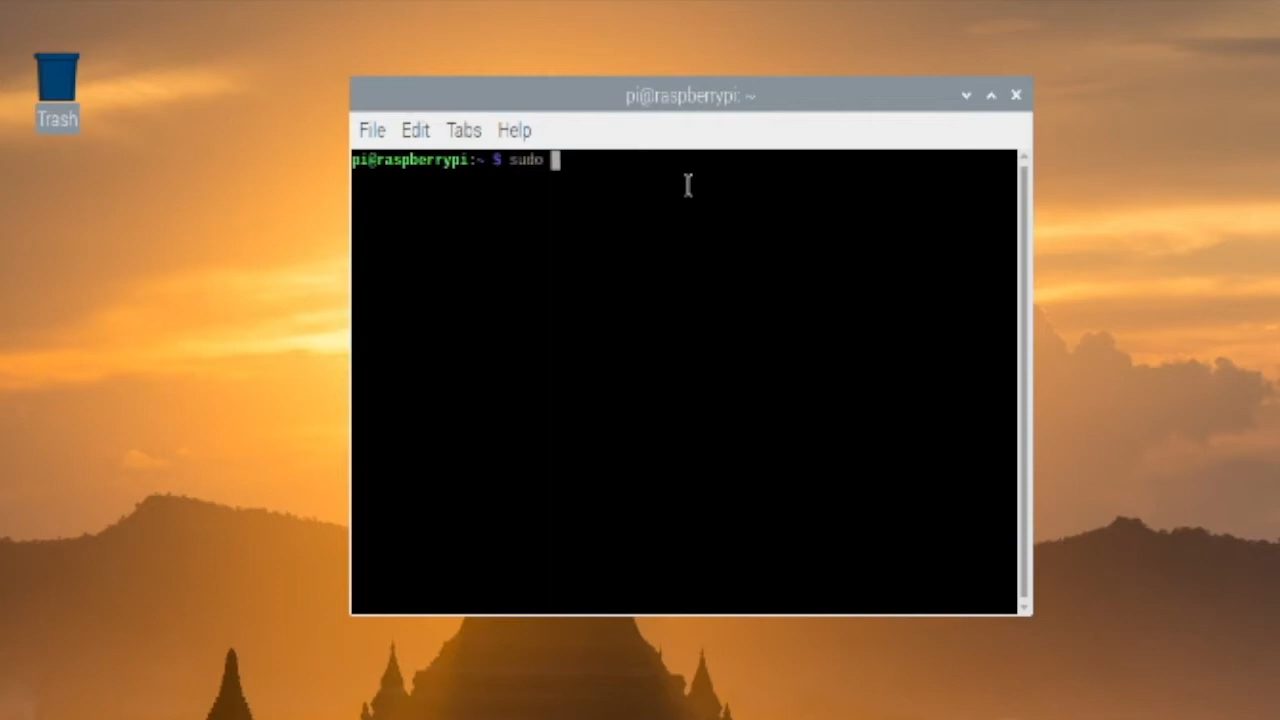 Trash
pi@raspberrypi: ~
File Edit Tabs Help
pi@raspberrypi:~ $ sudo